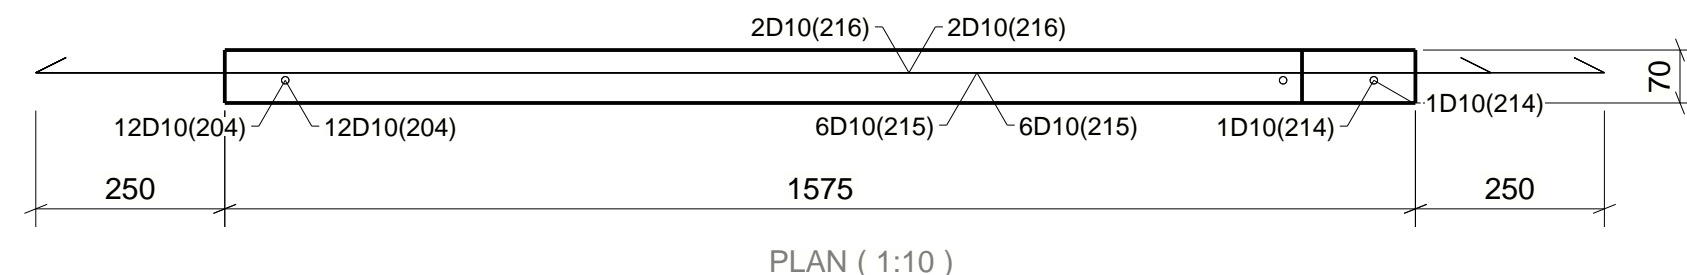 2D10(216) 2D10(216)
70
1D10(214)
12D10(204) 12D10(204) 6D10(215) 6D10(215) 1D10(214)
250 1575 250
PLAN ( 1:10 )